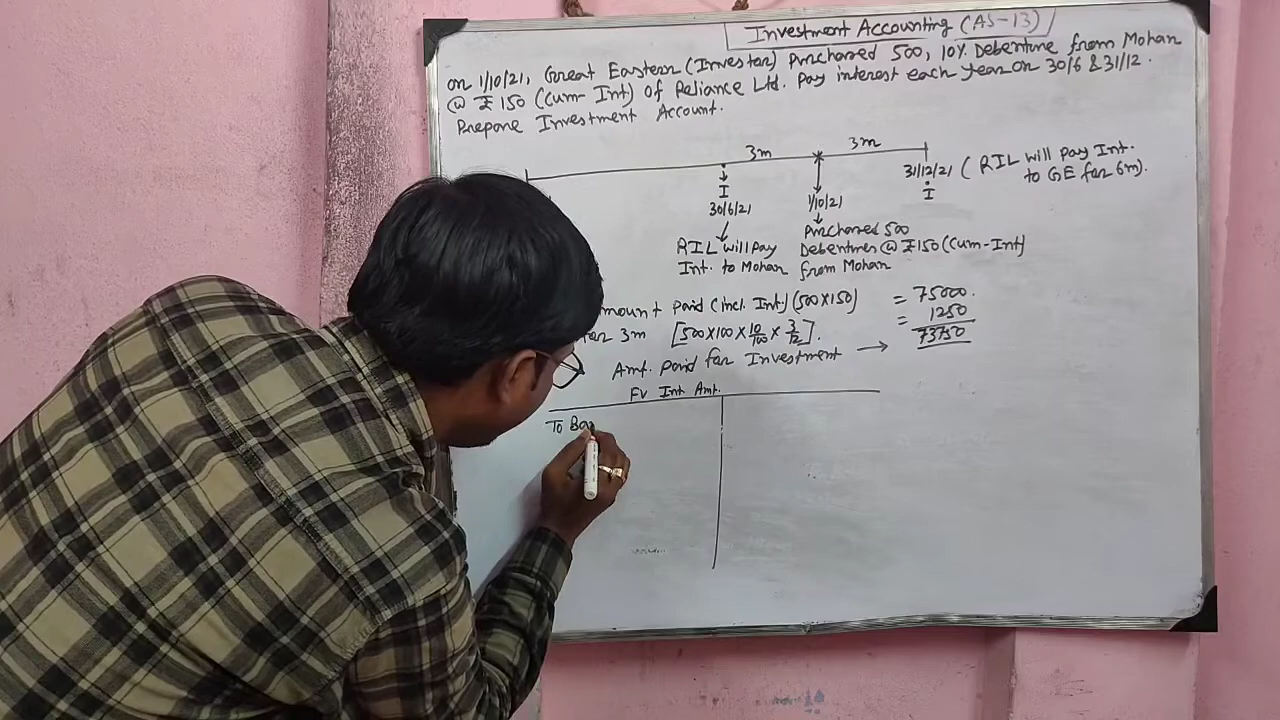 Investment Accounting (AS-13)
on 1/10/21, Great Eastern (Investor) Purchased 500, 10% Debenture from Mohan
@ ₹150 (Cum-Int) of Reliance Ltd. Pay interest each year on 30/6 & 31/12.
Prepare Investment Account.
3m
3m
I
30/6/21
1/10/21
31/12/21
I
( RIL will pay Int.
to GE for 6m).
RIL will pay
Int. to Mohan
Purchased 500
Debentures @ ₹150 (Cum-Int)
from Mohan
mount Paid (incl. Int) (500×150) = 75000.
for 3m [500×100×10/100×3/12]. = 1250
Amt. paid for Investment → 73750
FV Int Amt.
To Ban